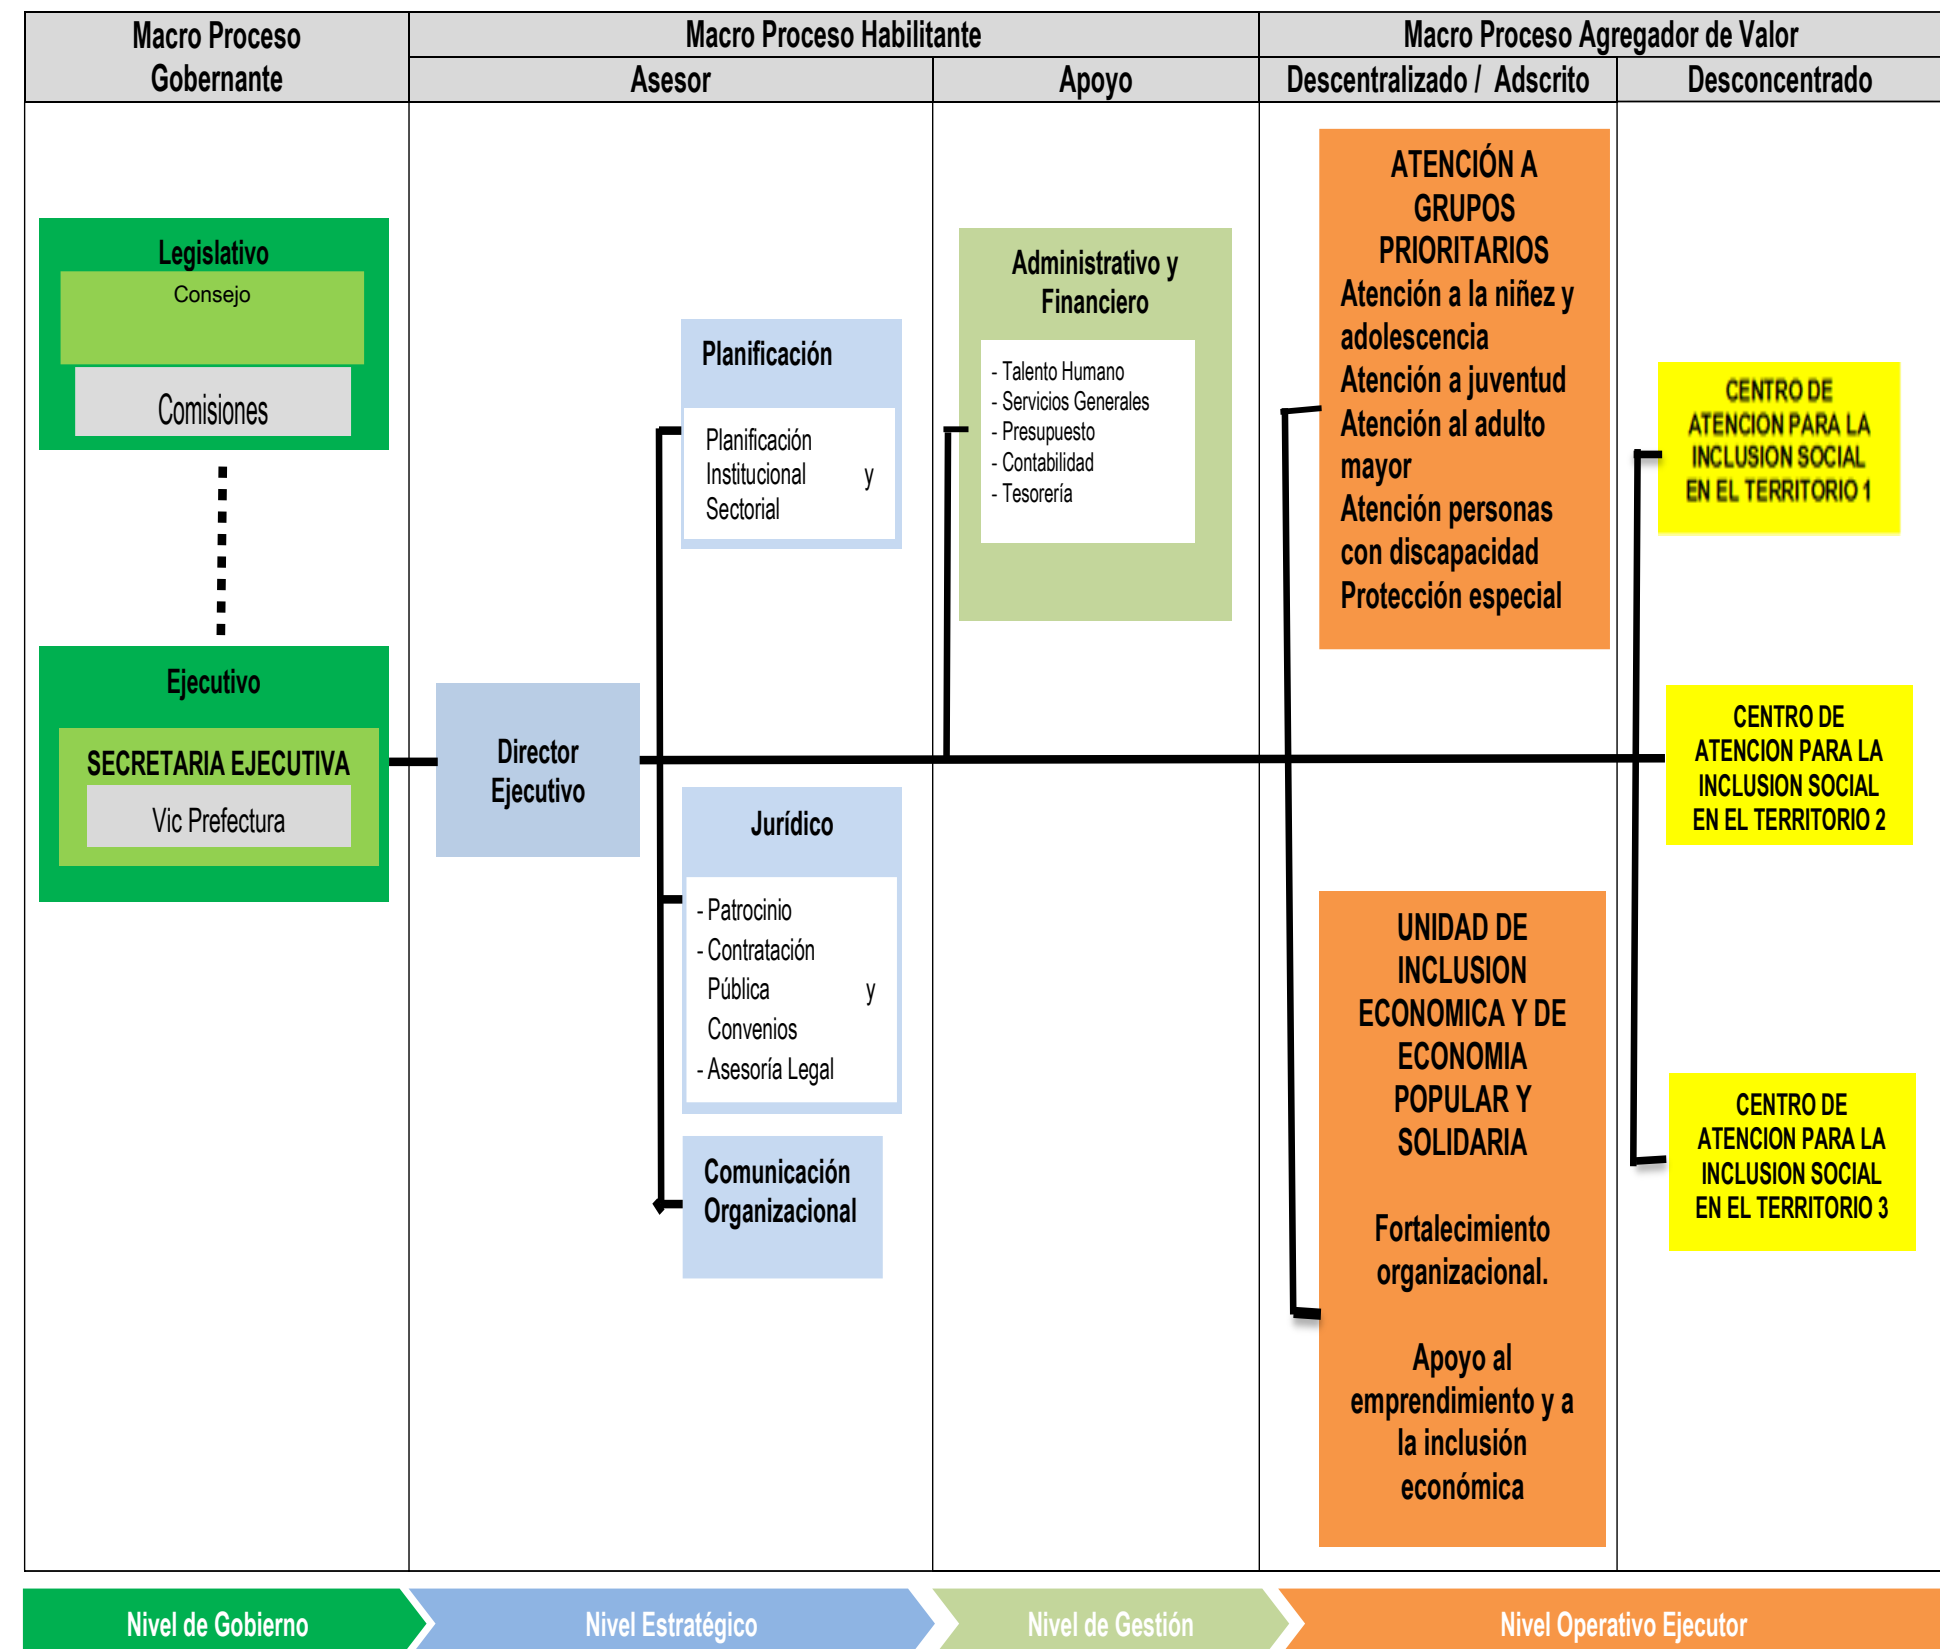 Macro Proceso
Gobernante
Macro Proceso Habilitante
Macro Proceso Agregador de Valor
Asesor
Apoyo
Descentralizado / Adscrito
Desconcentrado
Legislativo
Consejo
Comisiones
Ejecutivo
SECRETARIA EJECUTIVA
Vic Prefectura
Director
Ejecutivo
Planificación
Planificación
Institucional y
Sectorial
Jurídico
- Patrocinio
- Contratación
Pública y
Convenios
- Asesoría Legal
Comunicación
Organizacional
Administrativo y
Financiero
- Talento Humano
- Servicios Generales
- Presupuesto
- Contabilidad
- Tesorería
ATENCIÓN A
GRUPOS
PRIORITARIOS
Atención a la niñez y
adolescencia
Atención a juventud
Atención al adulto
mayor
Atención personas
con discapacidad
Protección especial
UNIDAD DE
INCLUSION
ECONOMICA Y DE
ECONOMIA
POPULAR Y
SOLIDARIA
Fortalecimiento
organizacional.
Apoyo al
emprendimiento y a
la inclusión
económica
CENTRO DE
ATENCION PARA LA
INCLUSION SOCIAL
EN EL TERRITORIO 1
CENTRO DE
ATENCION PARA LA
INCLUSION SOCIAL
EN EL TERRITORIO 2
CENTRO DE
ATENCION PARA LA
INCLUSION SOCIAL
EN EL TERRITORIO 3
Nivel de Gobierno
Nivel Estratégico
Nivel de Gestión
Nivel Operativo Ejecutor